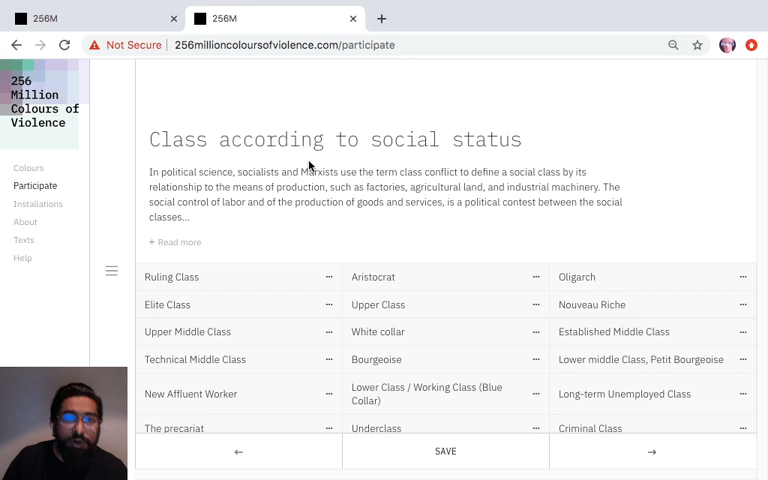 256M
256M
Not Secure
256millioncoloursofviolence.com/participate
256
Million
Colours of
Violence
Colours
Participate
Installations
About
Texts
Help
Class according to social status
In political science, socialists and Marxists use the term class conflict to define a social class by its
relationship to the means of production, such as factories, agricultural land, and industrial machinery. The
social control of labor and of the production of goods and services, is a political contest between the social
classes...
+ Read more
Ruling Class ... Aristocrat ... Oligarch ...
Elite Class ... Upper Class ... Nouveau Riche ...
Upper Middle Class ... White collar ... Established Middle Class ...
Technical Middle Class ... Bourgeoise ... Lower middle Class, Petit Bourgeoise ...
New Affluent Worker ... Lower Class / Working Class (Blue
Collar) ... Long-term Unemployed Class ...
The precariat ... Underclass ... Criminal Class ...
← SAVE →